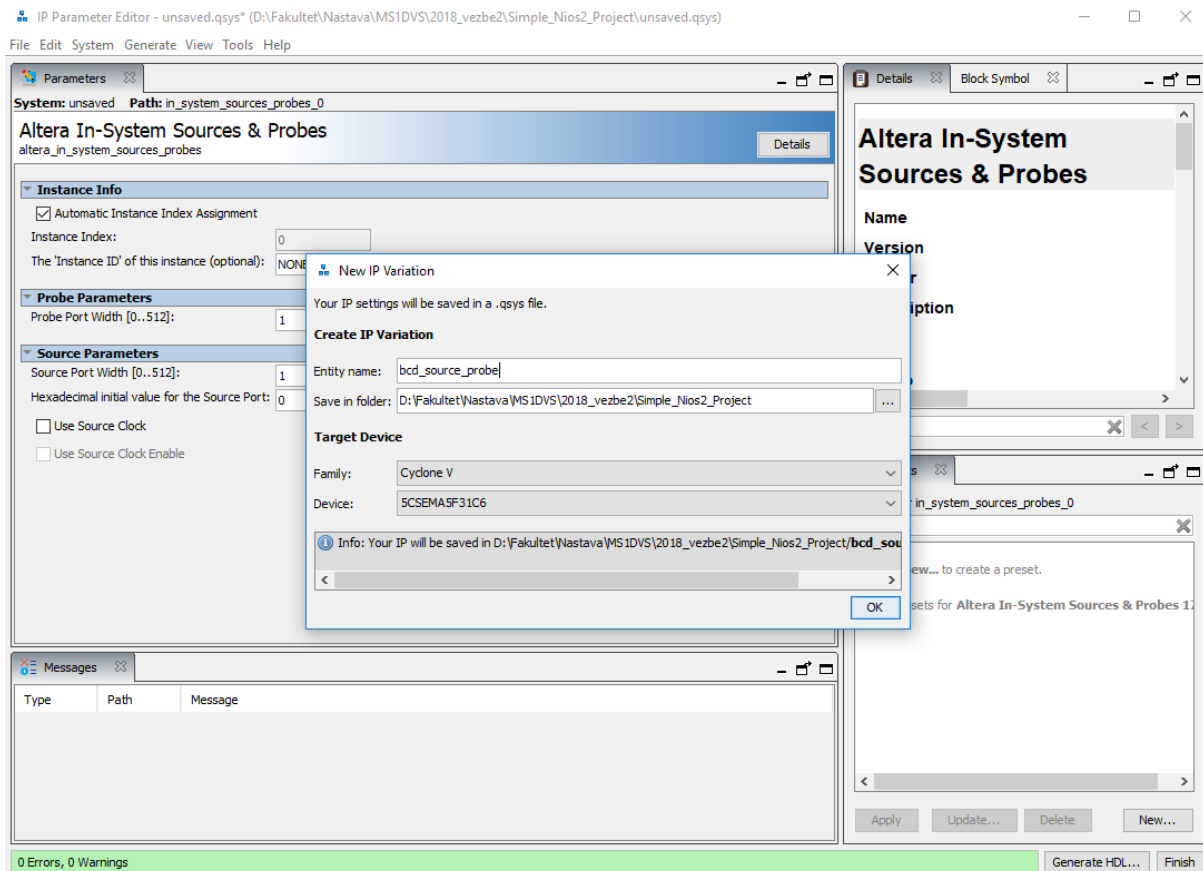 IP Parameter Editor - unsaved.qsys* (D:\Fakultet\Nastava\MS1DVS\2018_vezbe2\Simple_Nios2_Project\unsaved.qsys)
File Edit System Generate View Tools Help
Parameters
System: unsaved Path: in_system_sources_probes_0
Altera In-System Sources & Probes
altera_in_system_sources_probes
Details
Instance Info
Automatic Instance Index Assignment
Instance Index: 0
The 'Instance ID' of this instance (optional): NONE
Probe Parameters
Probe Port Width [0..512]: 1
Source Parameters
Source Port Width [0..512]: 1
Hexadecimal initial value for the Source Port: 0
Use Source Clock
Use Source Clock Enable
New IP Variation
Your IP settings will be saved in a .qsys file.
Create IP Variation
Entity name: bcd_source_probe
Save in folder: D:\Fakultet\Nastava\MS1DVS\2018_vezbe2\Simple_Nios2_Project
...
Target Device
Family: Cyclone V
Device: 5CSEMA5F31C6
Info: Your IP will be saved in D:\Fakultet\Nastava\MS1DVS\2018_vezbe2\Simple_Nios2_Project/bcd_sou
OK
Details Block Symbol
Altera In-System
Sources & Probes
Name
Version
r
iption
s
in_system_sources_probes_0
ew... to create a preset.
sets for Altera In-System Sources & Probes 17
Apply Update... Delete New...
Messages
Type Path Message
0 Errors, 0 Warnings
Generate HDL... Finish